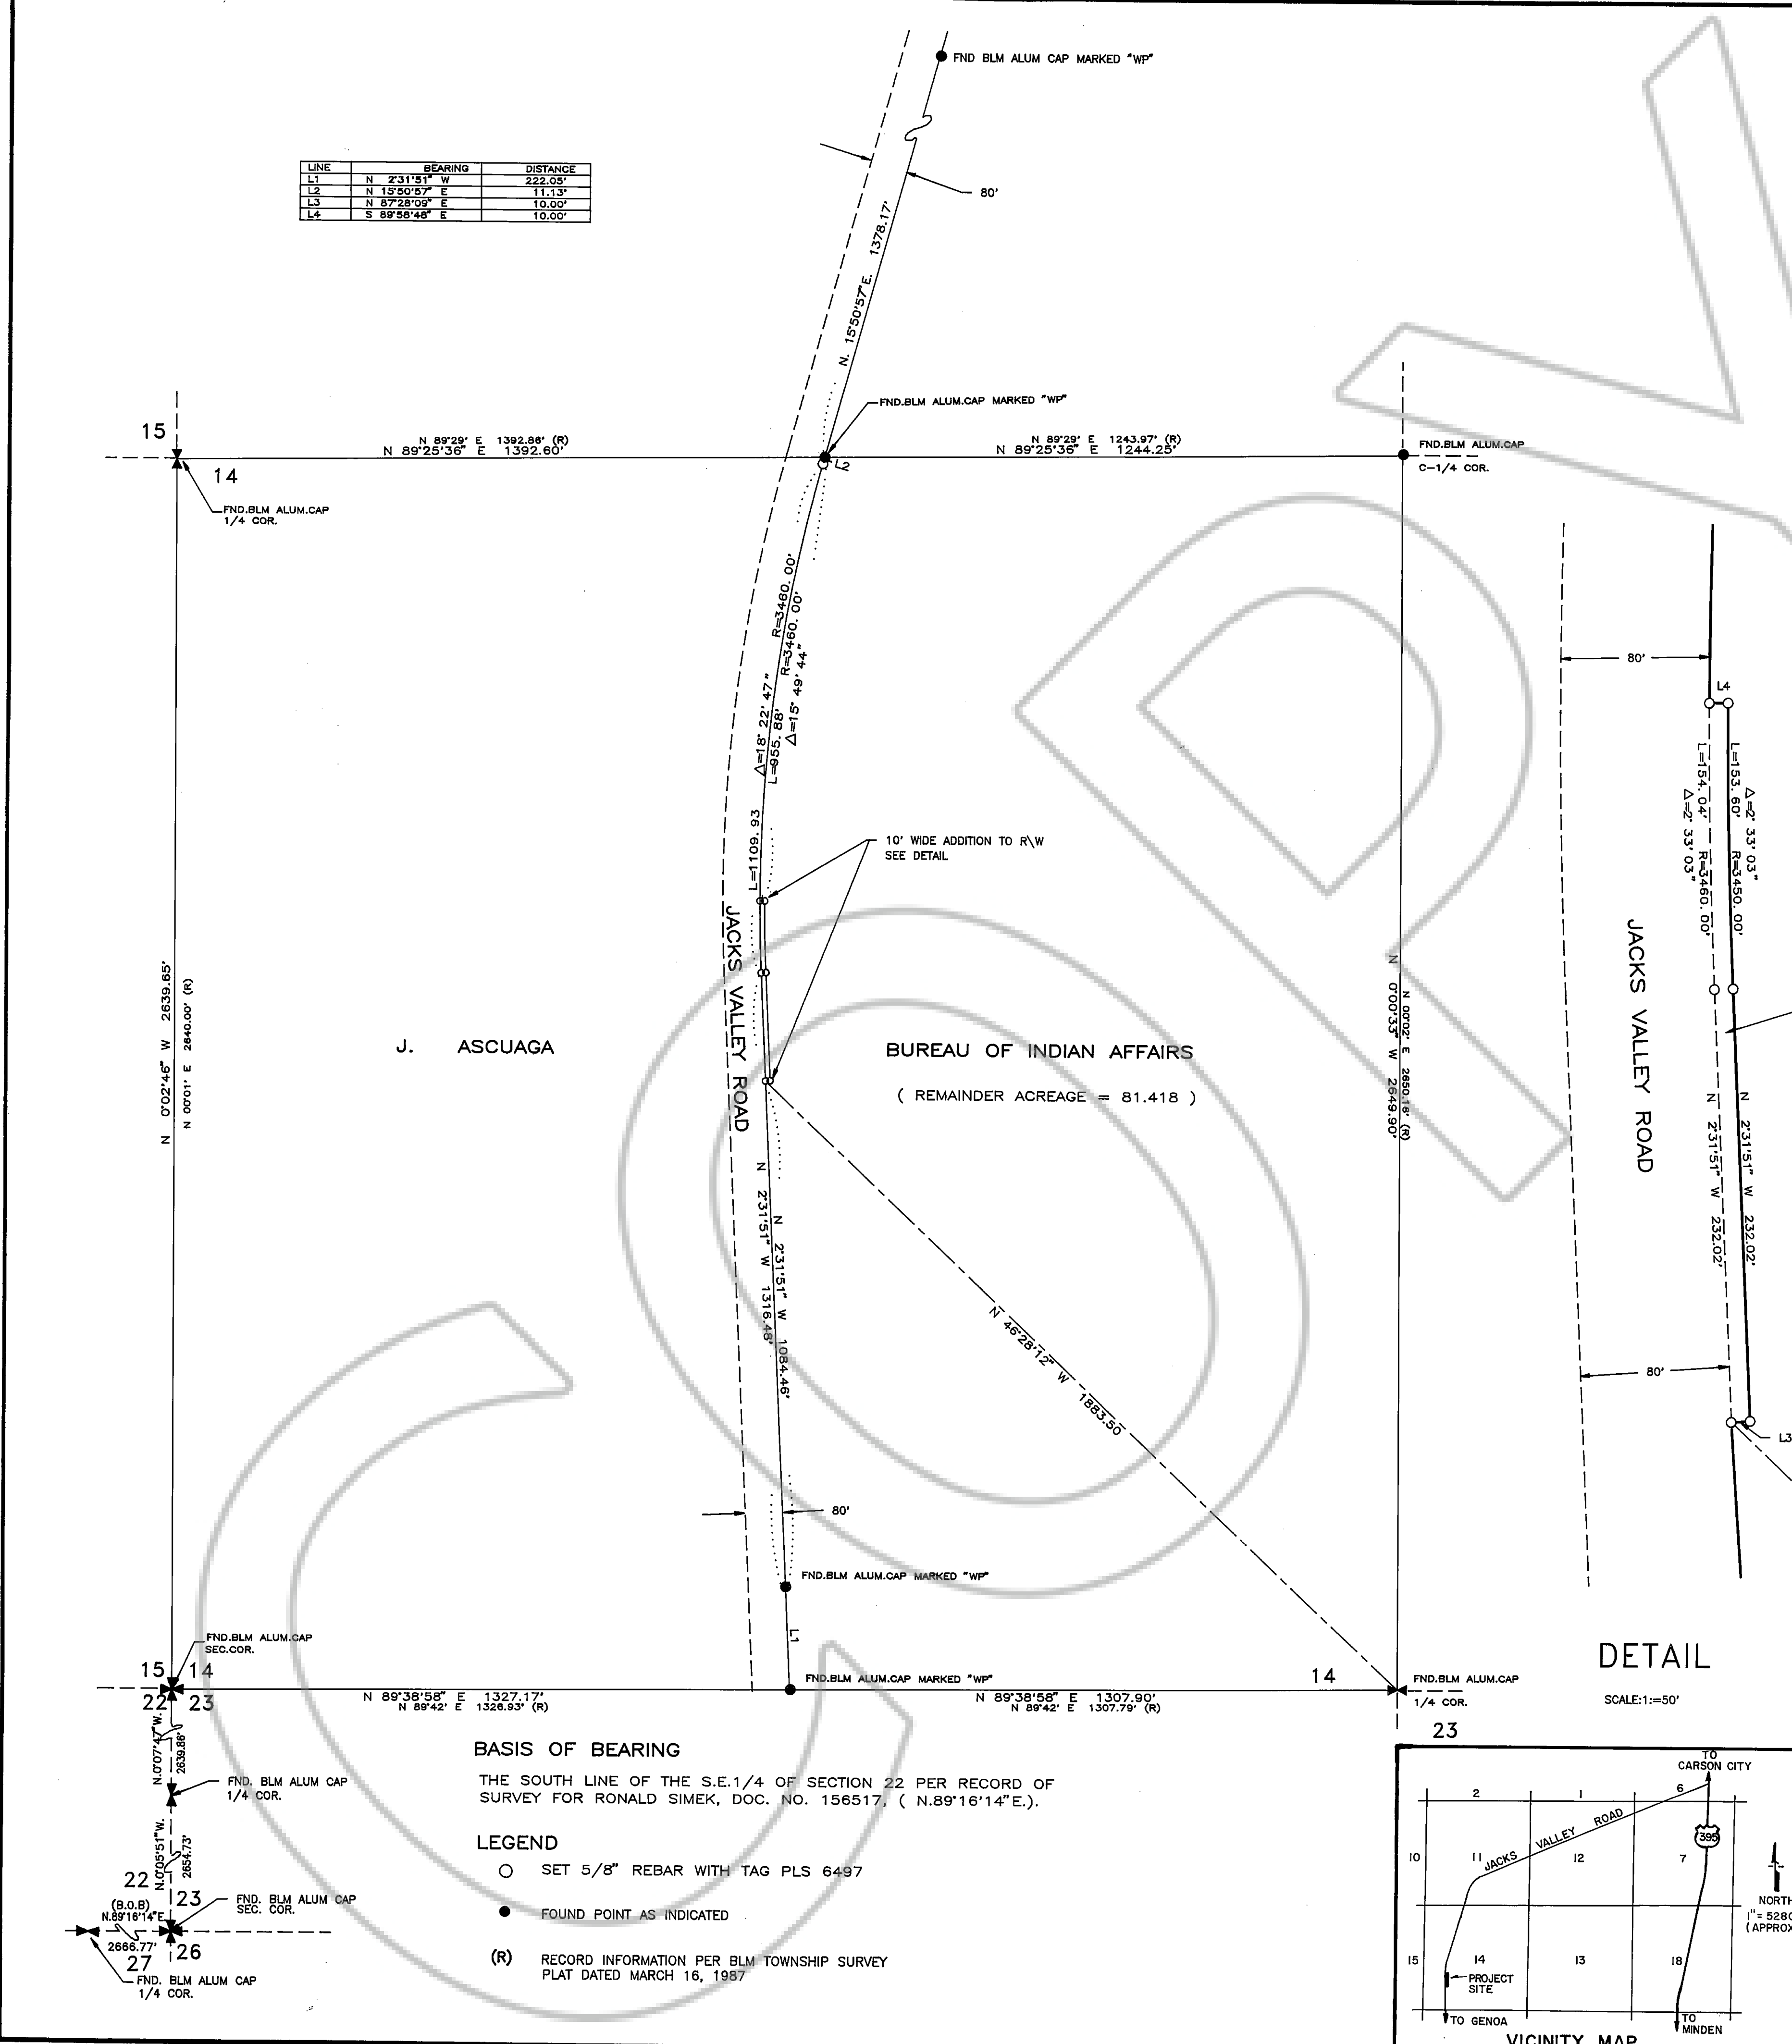 FND BLM ALUM CAP MARKED "WP"
LINE BEARING DISTANCE
L1 N 2°31'51" W 222.05'
L2 N 15°50'57" E 11.13'
L3 N 87°28'09" E 10.00'
L4 S 89°58'48" E 10.00'
80'
N. 15°50'57"E. 1378.17'
FND.BLM ALUM.CAP MARKED "WP"
15
14
N 89°29' E 1392.86' (R)
N 89°25'36" E 1392.60'
L2
N 89°29' E 1243.97' (R)
N 89°25'36" E 1244.25'
FND.BLM ALUM.CAP
C-1/4 COR.
FND.BLM ALUM.CAP
1/4 COR.
L=1109.93 Δ=18° 22' 47" R=3460.00'
L=955.88' R=3460.00'
Δ=15° 49' 44"
10' WIDE ADDITION TO R\W
SEE DETAIL
JACKS VALLEY ROAD
N 0°02'46" W 2639.65'
N 00°01' E 2640.00' (R)
J. ASCUAGA
BUREAU OF INDIAN AFFAIRS
( REMAINDER ACREAGE = 81.418 )
N 00°02' E 2650.16' (R)
N 0°00'33" W 2649.90'
N 2°31'51" W 1316.48'
N 2°31'51" W 1084.46'
N 46°28'12" W 1883.50
80'
FND.BLM ALUM.CAP MARKED "WP"
L1
FND.BLM ALUM.CAP MARKED "WP"
FND.BLM ALUM.CAP
SEC.COR.
15 14
22 23
N 89°38'58" E 1327.17'
N 89°42' E 1326.93' (R)
N 89°38'58" E 1307.90'
N 89°42' E 1307.79' (R)
14
FND.BLM ALUM.CAP
1/4 COR.
23
80'
L4
Δ=2° 33' 03"
L=153.60' R=3450.00'
L=154.04' R=3460.00'
Δ=2° 33' 03"
JACKS VALLEY ROAD
N 2°31'51" W 232.02'
N 2°31'51" W 232.02'
80'
L3
DETAIL
SCALE:1:=50'
N.0°07'47"W.
2639.86'
FND. BLM ALUM CAP
1/4 COR.
N.0°05'51"W.
2654.73'
22
23
(B.O.B)
N.89°16'14"E.
2666.77'
FND. BLM ALUM CAP
SEC. COR.
27
26
FND. BLM ALUM CAP
1/4 COR.
BASIS OF BEARING
THE SOUTH LINE OF THE S.E.1/4 OF SECTION 22 PER RECORD OF
SURVEY FOR RONALD SIMEK, DOC. NO. 156517, ( N.89°16'14"E.).
LEGEND
SET 5/8" REBAR WITH TAG PLS 6497
FOUND POINT AS INDICATED
(R) RECORD INFORMATION PER BLM TOWNSHIP SURVEY
PLAT DATED MARCH 16, 1987
TO
CARSON CITY
2 1 6
JACKS VALLEY ROAD
395
10 11 12 7
NORTH
1"= 528
(APPROX
15 14 13 18
PROJECT
SITE
TO GENOA
TO
MINDEN
VICINITY MAP
COPY